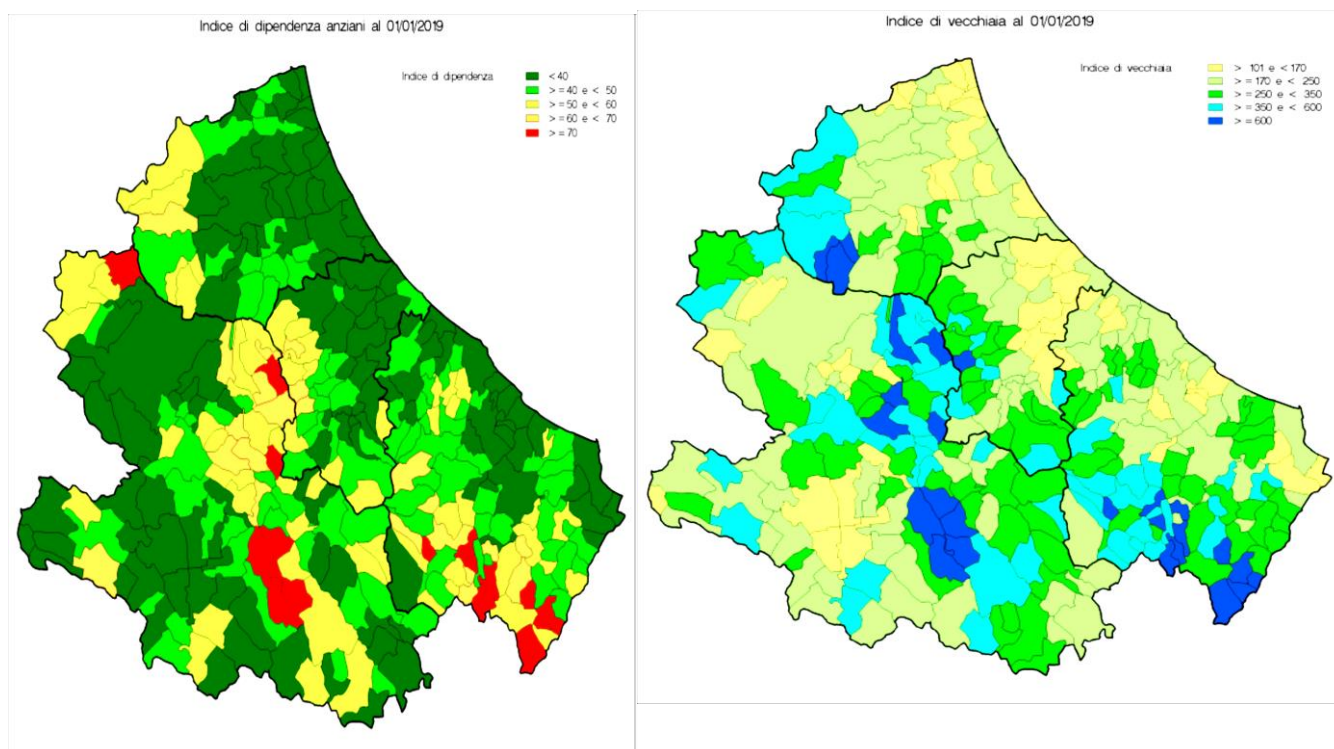 Indice di dipendenza anziani al 01/01/2019
Indice di dipendenza
< 40
> =40 e < 50
> =50 e < 60
> =60 e < 70
> =70
Indice di vecchiaia al 01/01/2019
Indice di vecchiaia
> 101 e <170
> =170 e < 250
> =250 e < 350
> =350 e < 600
> =600